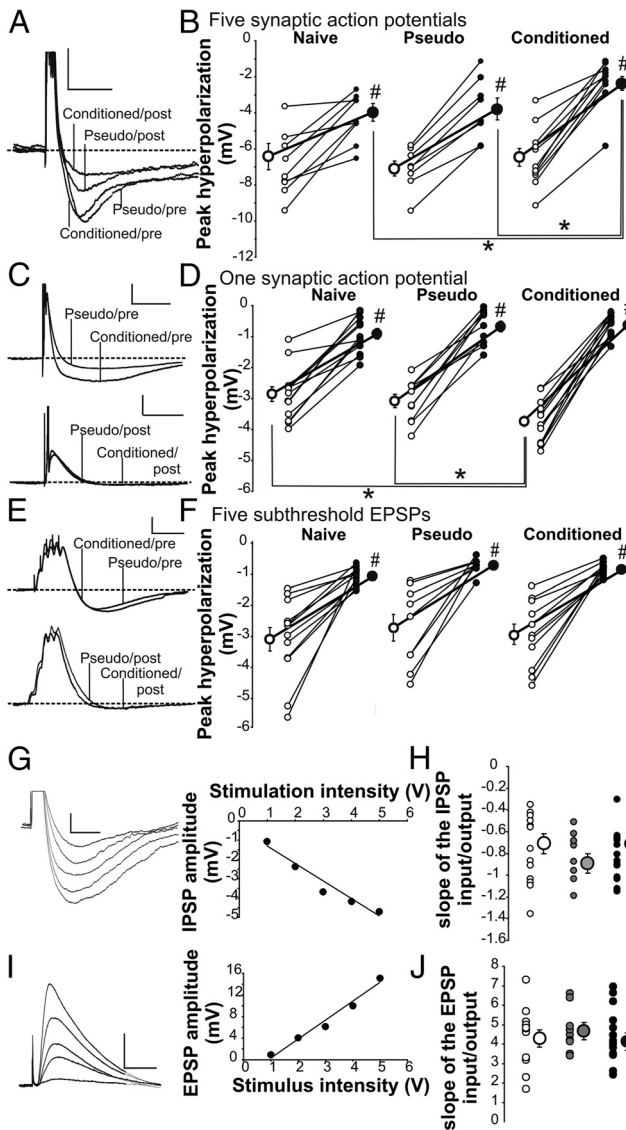 A
B Five synaptic action potentials
Naive Pseudo Conditioned
Peak hyperpolarization
(mV)
0
-2
-4
-6
-8
-10
-12
# # #
* *
Conditioned/post
Pseudo/post
Pseudo/pre
Conditioned/pre
C
D One synaptic action potential
Naive Pseudo Conditioned
Peak hyperpolarization
(mV)
0
-1
-2
-3
-4
-5
-6
# #
* *
Pseudo/pre
Conditioned/pre
Pseudo/post
Conditioned/
post
E
F Five subthreshold EPSPs
Naive Pseudo Conditioned
Peak hyperpolarization
(mV)
0
-1
-2
-3
-4
-5
-6
# # #
Conditioned/pre
Pseudo/pre
Pseudo/post
Conditioned/
post
G
Stimulation intensity (V)
0 1 2 3 4 5 6
IPSP amplitude
(mV)
0
-1
-2
-3
-4
-5
H
slope of the IPSP
input/output
0
-0.2
-0.4
-0.6
-0.8
-1
-1.2
-1.4
-1.6
I
EPSP amplitude
(mV)
16
12
8
4
0
0 1 2 3 4 5 6
Stimulus intensity (V)
J
slope of the EPSP
input/output
8
7
6
5
4
3
2
1
0